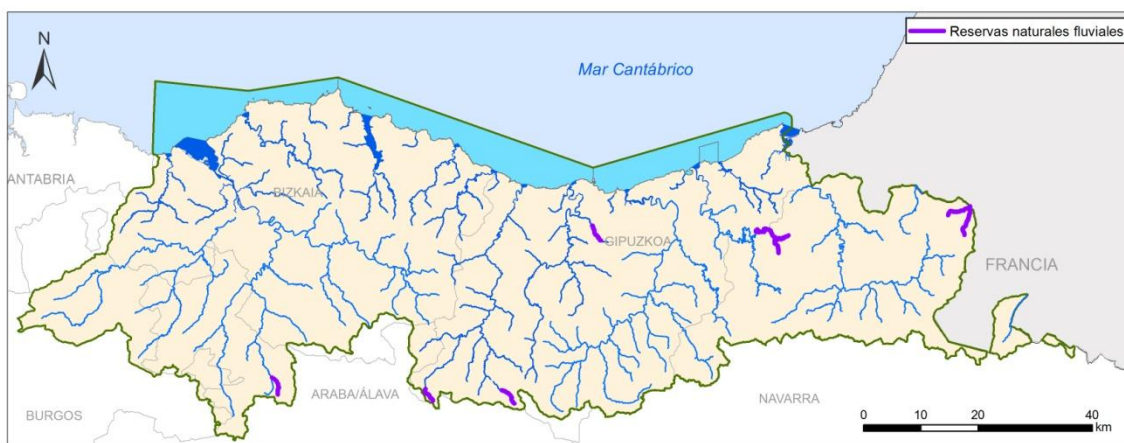 N
Reservas naturales fluviales
Mar Cantábrico
ANTABRIA
BIZKAIA
GIPUZKOA
FRANCIA
ARABA/ÁLAVA
NAVARRA
BURGOS
0 10 20 40
km